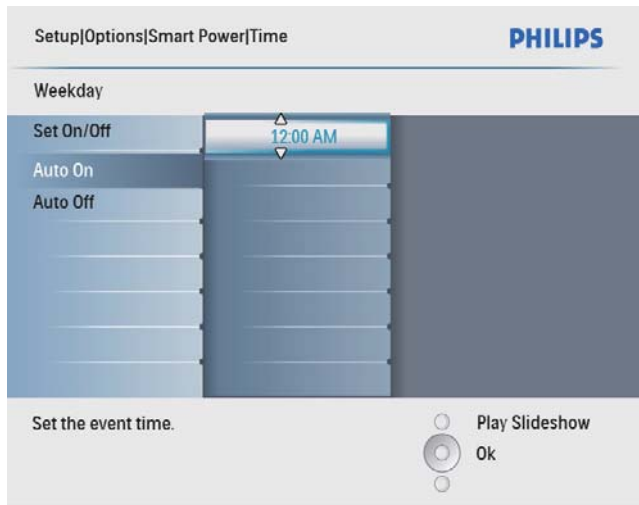 Setup|Options|Smart Power|Time
PHILIPS
Weekday
Set On/Off
12:00 AM
Auto On
Auto Off
Set the event time.
Play Slideshow
Ok